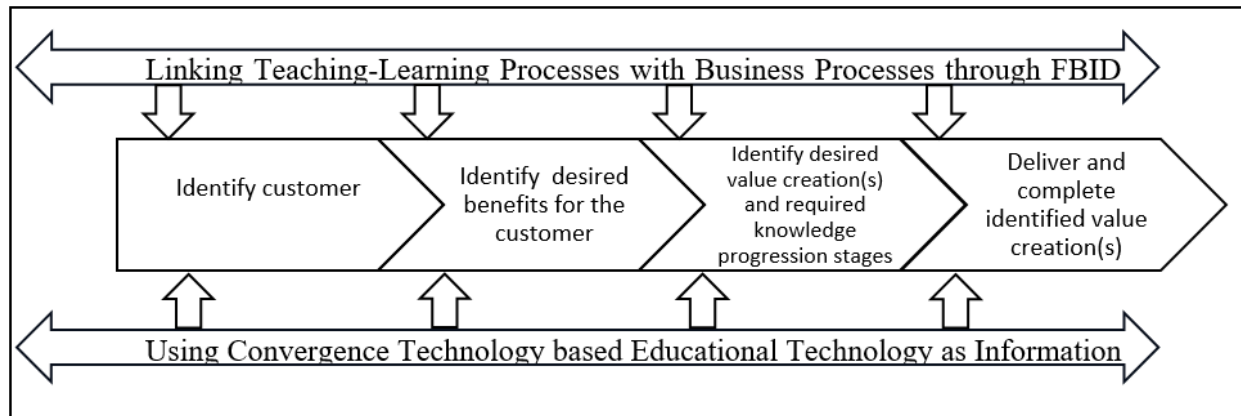 Linking Teaching-Learning Processes with Business Processes through FBID
Identify customer
Identify desired
benefits for the
customer
Identify desired
value creation(s)
and required
knowledge
progression stages
Deliver and
complete
identified value
creation(s)
Using Convergence Technology based Educational Technology as Information